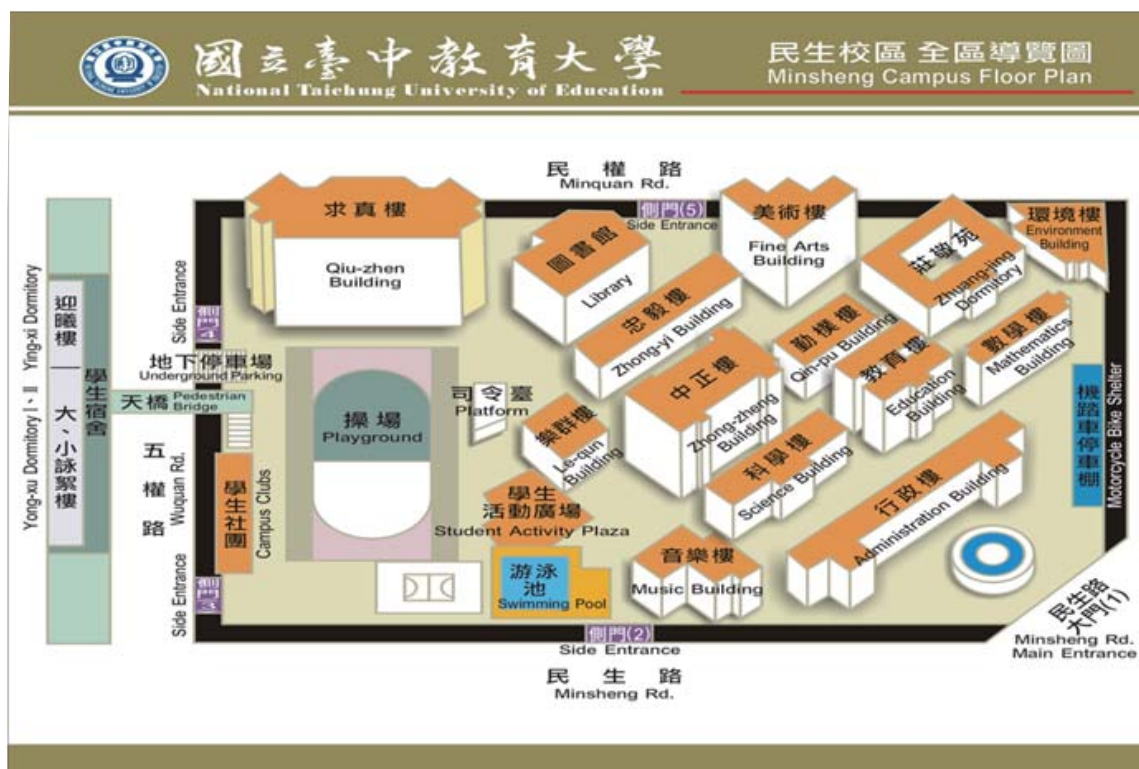 國立臺中教育大學
National Taichung University of Education
民生校區 全區導覽圖
Minsheng Campus Floor Plan
民權路
Minquan Rd.
側門(5)
Side Entrance
求真樓
Qiu-zhen
Building
圖書館
Library
美術樓
Fine Arts
Building
莊敬苑
Zhuang-jing
Dormitory
環境樓
Environment
Building
忠毅樓
Zhong-yi Building
勤樸樓
Qin-pu Building
數學樓
Mathematics
Building
教育樓
Education
Building
中正樓
Zhong-zheng
Building
Side Entrance
側門4
地下停車場
Underground Parking
天橋
Pedestrian
Bridge
迎曦樓
大、小詠絮樓
學生宿舍
Ying-xi Dormitory
Yong-xu Dormitory I、II
五權路
Wuquan Rd.
學生社團
Campus Clubs
Side Entrance
側門3
操場
Playground
司令臺
Platform
樂群樓
Le-qun
Building
學生
活動廣場
Student Activity Plaza
科學樓
Science Building
行政樓
Administration Building
機踏車停車棚
Motorcycle Bike Shelter
游泳
池
Swimming Pool
音樂樓
Music Building
側門(2)
Side Entrance
民生路
Minsheng Rd.
民生路
大門(1)
Minsheng Rd.
Main Entrance